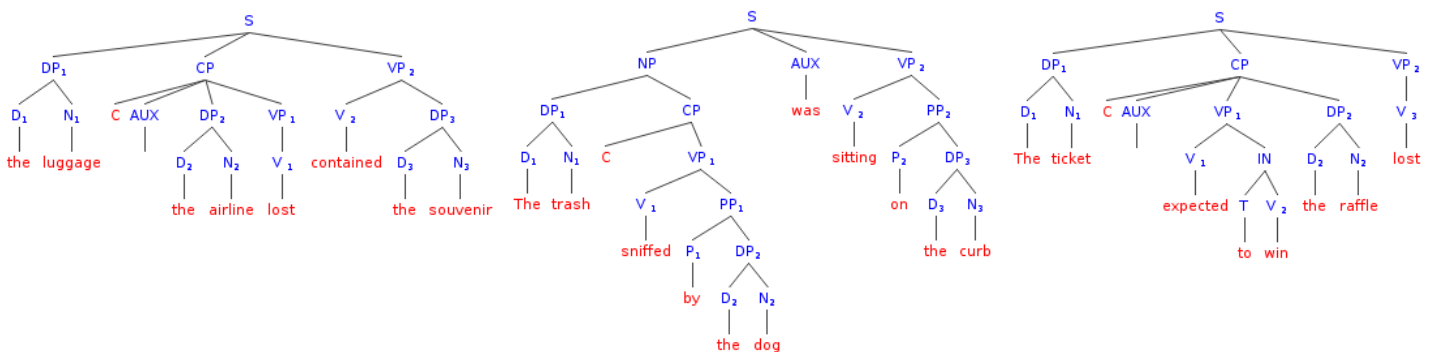 S
DP₁ CP VP₂
D₁ N₁ C AUX DP₂ VP₁ V₂ DP₃
the luggage D₂ N₂ V₁ contained D₃ N₃
the airline lost the souvenir
S
NP AUX VP₂
DP₁ CP was V₂ PP₂
D₁ N₁ C VP₁ sitting P₂ DP₃
The trash V₁ PP₁ on D₃ N₃
sniffed P₁ DP₂ the curb
by D₂ N₂
the dog
S
DP₁ CP VP₂
D₁ N₁ C AUX VP₁ DP₂ V₃
The ticket V₁ IN D₂ N₂ lost
expected T V₂ the raffle
to win